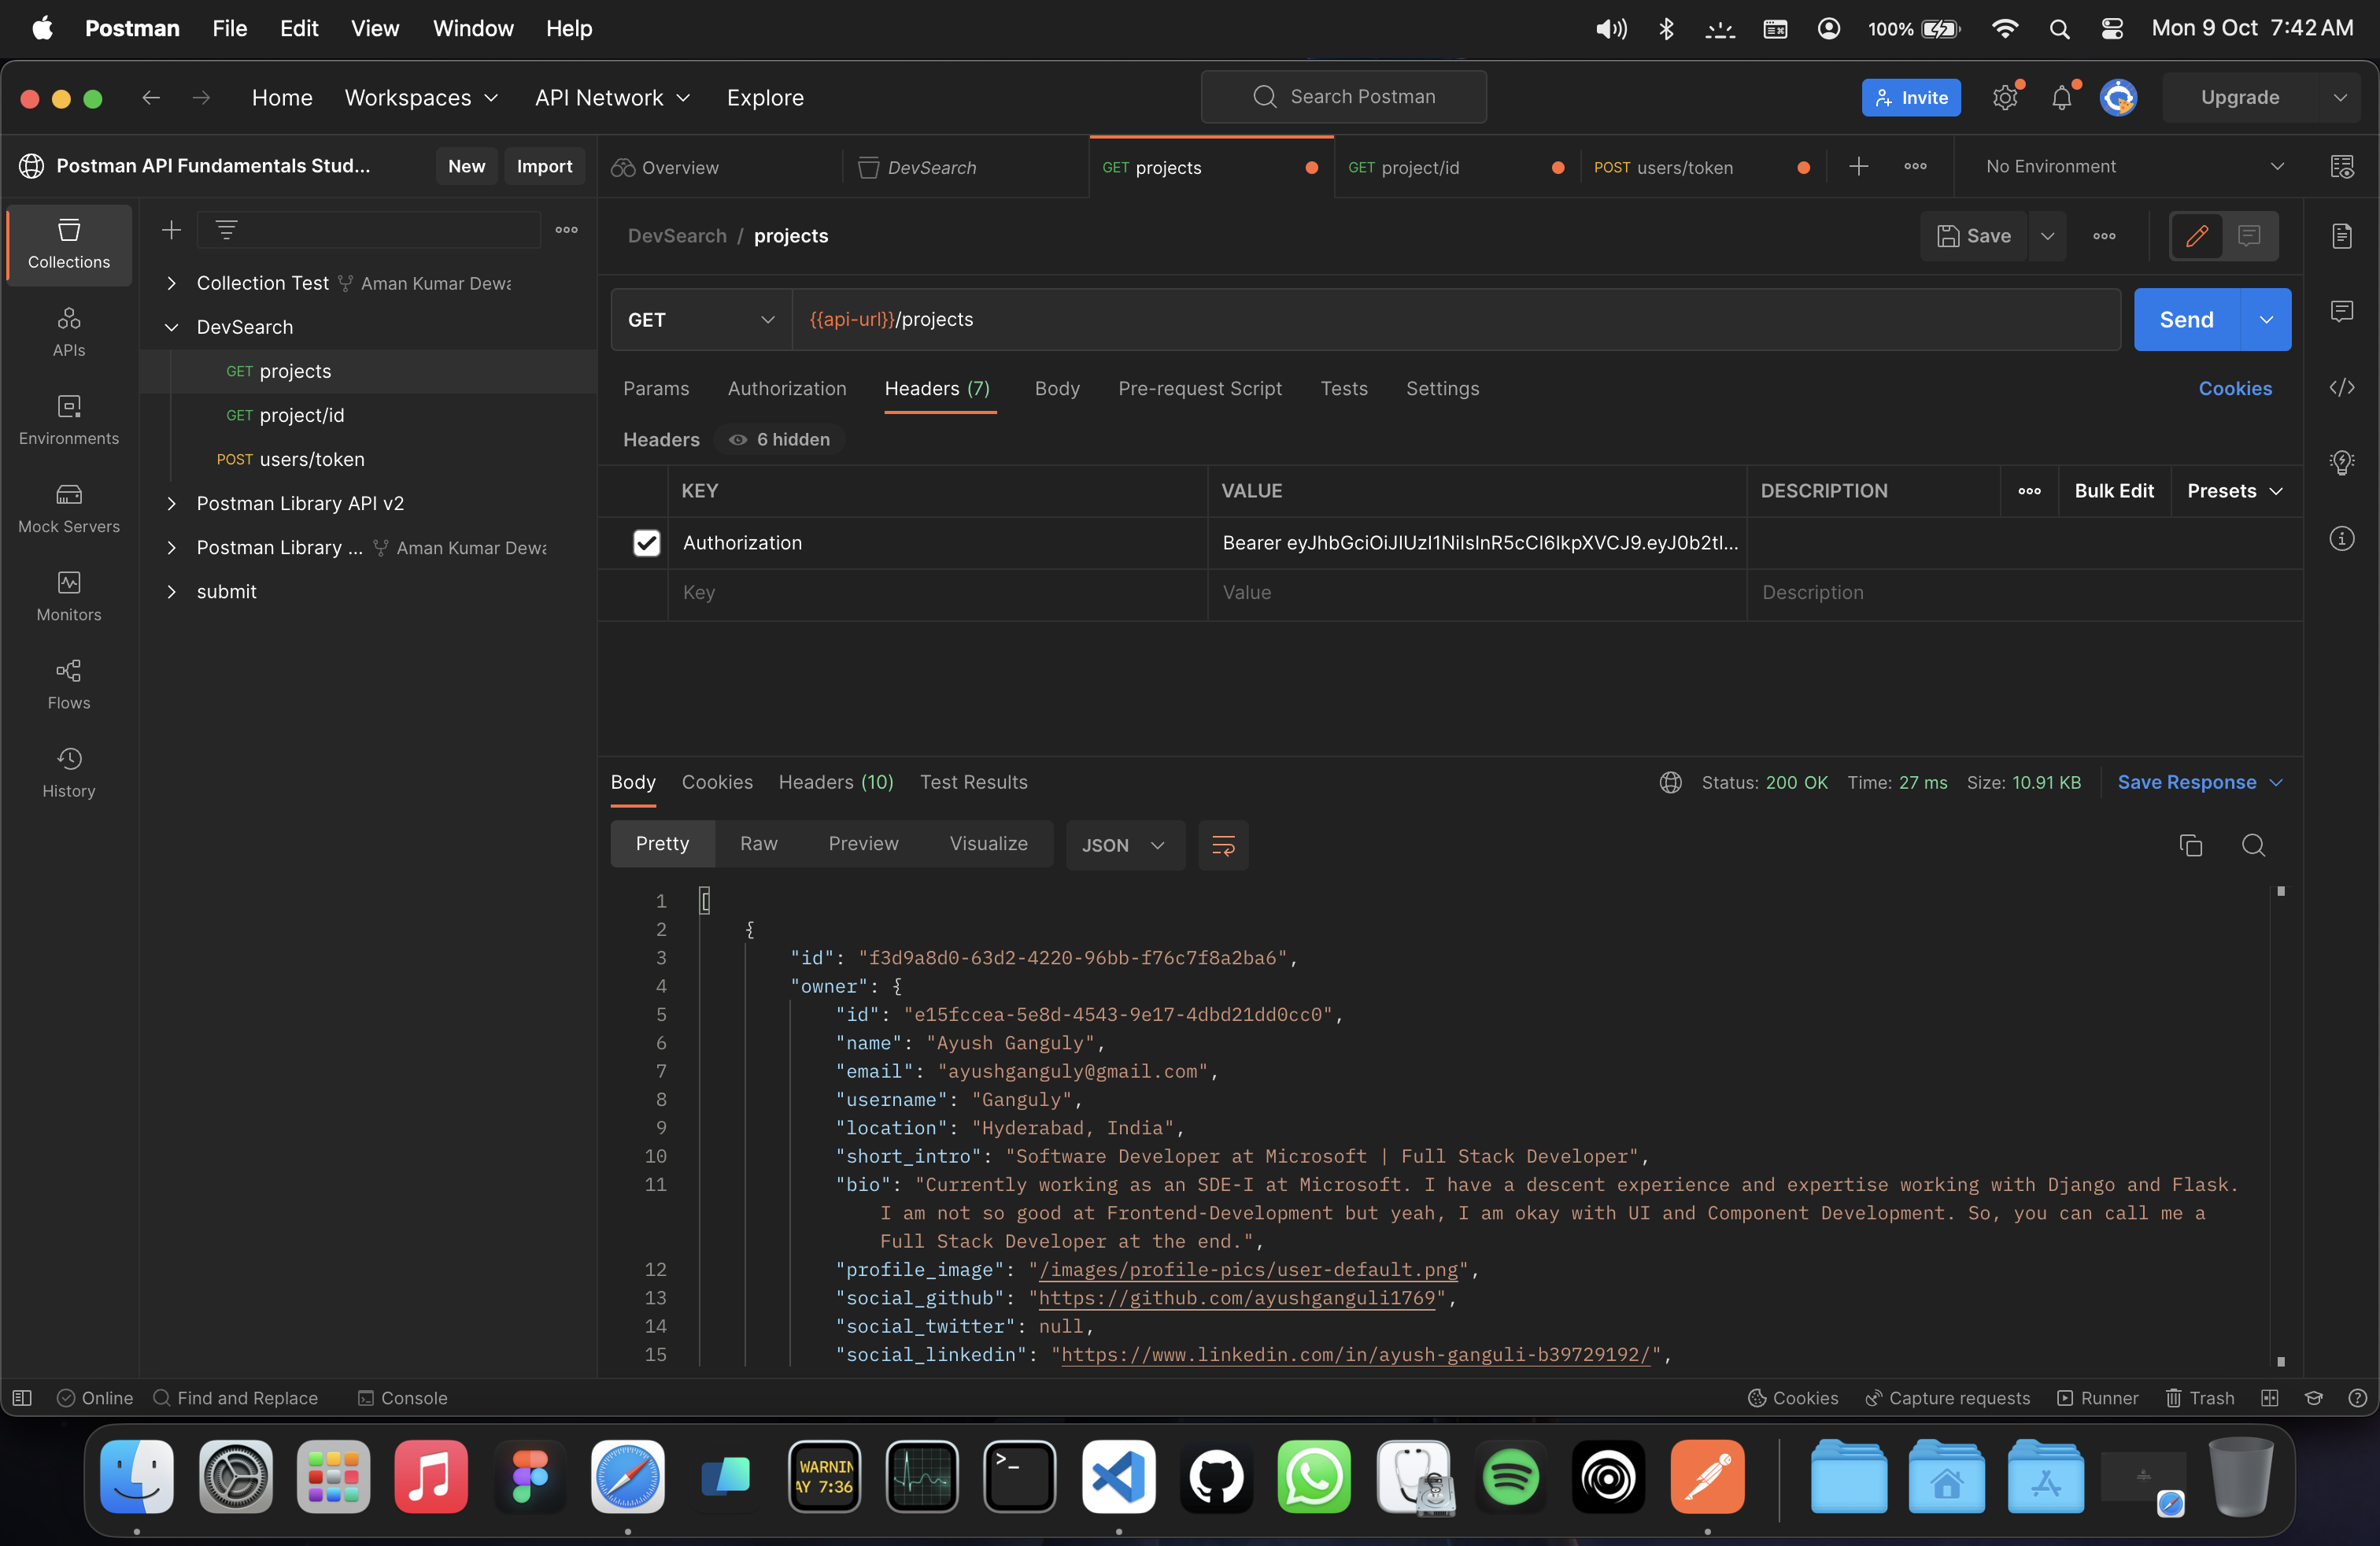 Postman File Edit View Window Help 100% Mon 9 Oct 7:42 AM
Home Workspaces API Network Explore Search Postman Invite Upgrade
Postman API Fundamentals Stud... New Import Overview DevSearch GET projects GET project/id POST users/token No Environment
Collections
APIs
Environments
Mock Servers
Monitors
Flows
History
Collection Test Aman Kumar
DevSearch
GET projects
GET project/id
POST users/token
Postman Library API v2
Postman Library ... Aman Kumar
submit
DevSearch / projects Save
GET {{api-url}}/projects Send
Params Authorization Headers (7) Body Pre-request Script Tests Settings Cookies
Headers 6 hidden
KEY VALUE DESCRIPTION Bulk Edit Presets
Authorization Bearer eyJhbGciOiJIUzI1NiIsInR5cCI6IkpXVCJ9.eyJ0b2tl...
Key Value Description
Body Cookies Headers (10) Test Results Status: 200 OK Time: 27 ms Size: 10.91 KB Save Response
Pretty Raw Preview Visualize JSON
1 [
2 {
3 "id": "f3d9a8d0-63d2-4220-96bb-f76c7f8a2ba6",
4 "owner": {
5 "id": "e15fccea-5e8d-4543-9e17-4dbd21dd0cc0",
6 "name": "Ayush Ganguly",
7 "email": "ayushganguly@gmail.com",
8 "username": "Ganguly",
9 "location": "Hyderabad, India",
10 "short_intro": "Software Developer at Microsoft | Full Stack Developer",
11 "bio": "Currently working as an SDE-I at Microsoft. I have a descent experience and expertise working with Django and Flask.
I am not so good at Frontend-Development but yeah, I am okay with UI and Component Development. So, you can call me a
Full Stack Developer at the end.",
12 "profile_image": "/images/profile-pics/user-default.png",
13 "social_github": "https://github.com/ayushganguli1769",
14 "social_twitter": null,
15 "social_linkedin": "https://www.linkedin.com/in/ayush-ganguli-b39729192/",
Online Find and Replace Console Cookies Capture requests Runner Trash
WARNIN
AY 7:36
>_